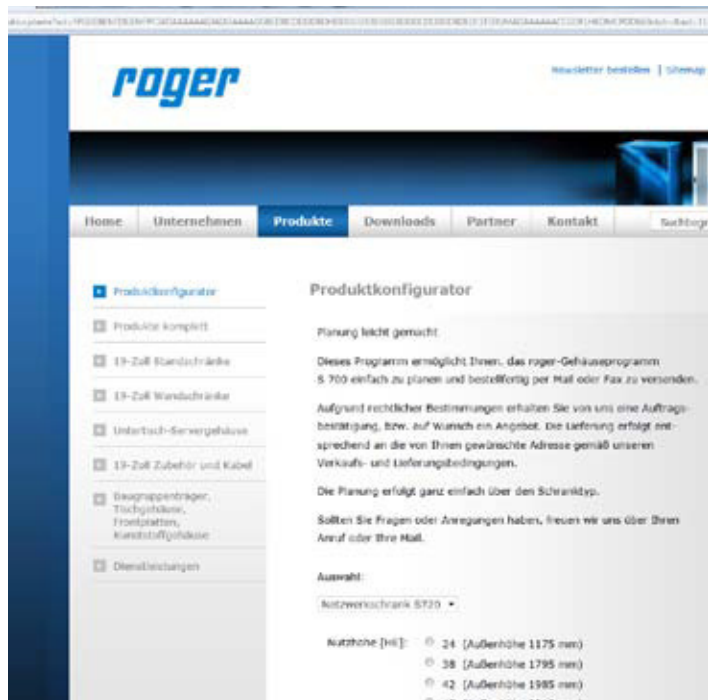 roger
Newsletter bestellen | Sitemap
Home Unternehmen Produkte Downloads Partner Kontakt
Produktkonfigurator
Produkte komplett
19-Zoll Standschränke
19-Zoll Wandschränke
Untertisch-Servergehäuse
19-Zoll Zubehör und Kabel
Baugruppenträger,
Tischgehäuse,
Frontplatten,
Kunststoffgehäuse
Dienstleistungen
Produktkonfigurator
Planung leicht gemacht
Dieses Programm ermöglicht Ihnen, das roger-Gehäuseprogramm
S 700 einfach zu planen und bestellfertig per Mail oder Fax zu versenden.
Aufgrund rechtlicher Bestimmungen erhalten Sie von uns eine Auftrags-
bestätigung, bzw. auf Wunsch ein Angebot. Die Lieferung erfolgt ent-
sprechend an die von Ihnen gewünschte Adresse gemäß unseren
Verkaufs- und Lieferungsbedingungen.
Die Planung erfolgt ganz einfach über den Schranktyp.
Sollten Sie Fragen oder Anregungen haben, freuen wir uns über Ihren
Anruf oder Ihre Mail.
Auswahl:
Netzwerkschrank S720
Nutzhöhe [HE]: 24 (Außenhöhe 1175 mm)
38 (Außenhöhe 1795 mm)
42 (Außenhöhe 1985 mm)